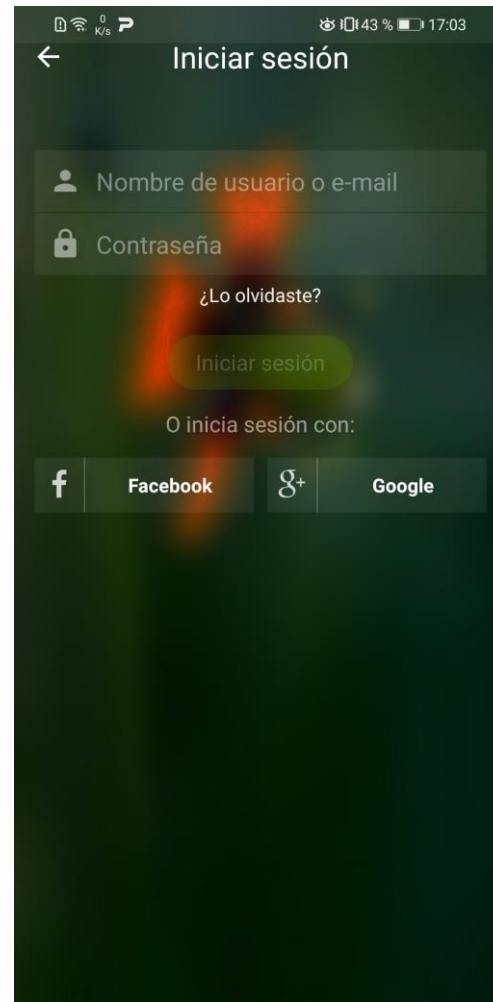 0 K/s 43 % 17:03
Iniciar sesión
Nombre de usuario o e-mail
Contraseña
¿Lo olvidaste?
Iniciar sesión
O inicia sesión con:
f Facebook g+ Google